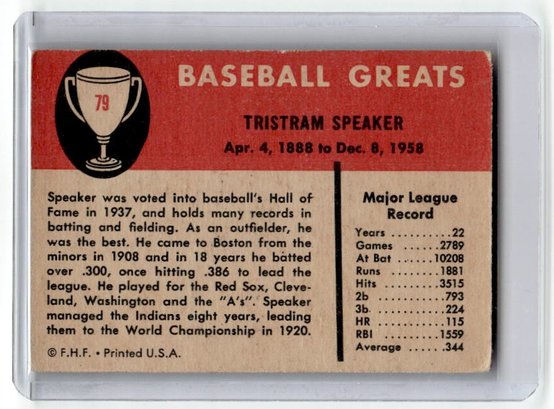 79
BASEBALL GREATS
TRISTRAM SPEAKER
Apr. 4, 1888 to Dec. 8, 1958
Speaker was voted into baseball's Hall of
Fame in 1937, and holds many records in
batting and fielding. As an outfielder, he
was the best. He came to Boston from the
minors in 1908 and in 18 years he batted
over .300, once hitting .386 to lead the
league. He played for the Red Sox, Cleve-
land, Washington and the "A's". Speaker
managed the Indians eight years, leading
them to the World Championship in 1920.
© F.H.F. • Printed U.S.A.
Major League
Record
Years ..........22
Games .......2789
At Bat ......10208
Runs ........1881
Hits .........3515
2b ............793
3b. ...........224
HR ...........115
RBI .........1559
Average ......344